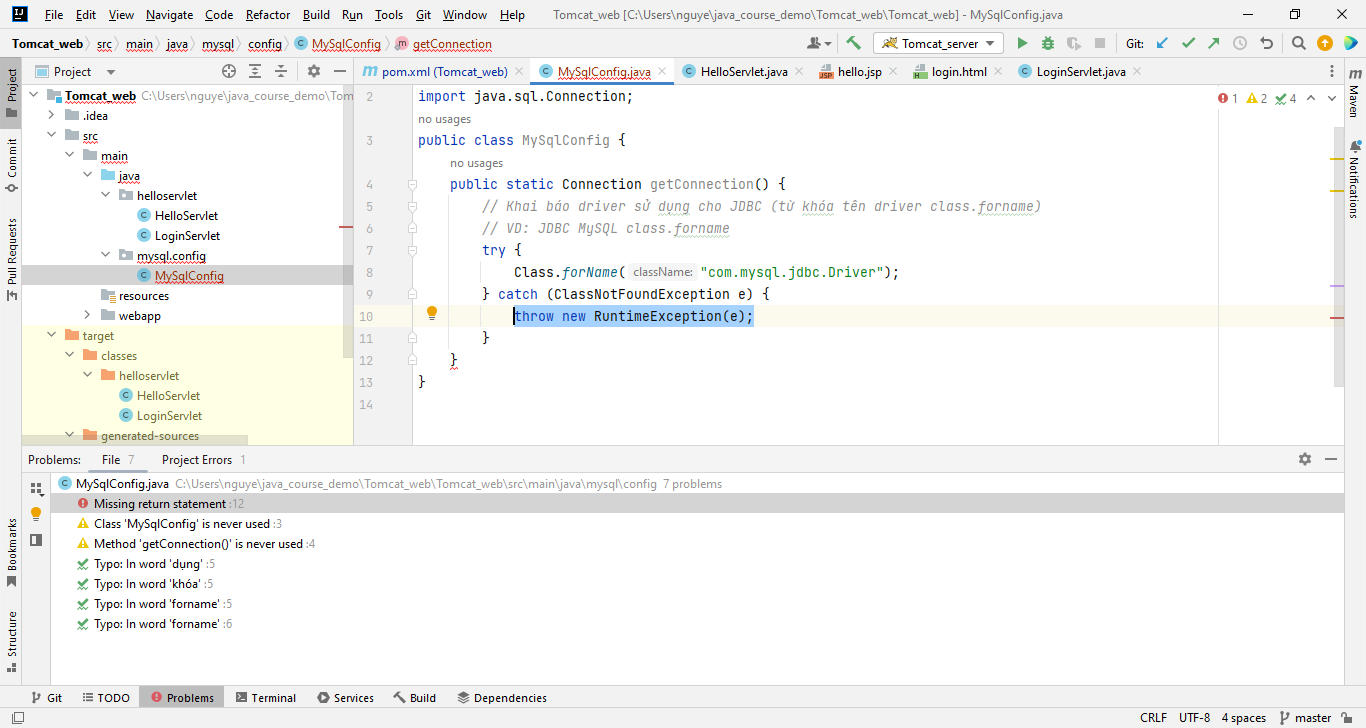 File Edit View Navigate Code Refactor Build Run Tools Git Window Help Tomcat_web [C:\Users\nguye\java_course_demo\Tomcat_web\Tomcat_web] - MySqlConfig.java
Tomcat_web src main java mysql config MySqlConfig getConnection Tomcat_server Git:
Project pom.xml (Tomcat_web) MySqlConfig.java HelloServlet.java hello.jsp login.html LoginServlet.java
Project
Commit
Pull Requests
Bookmarks
Structure
Tomcat_web C:\Users\nguye\java_course_demo\Tom
.idea
src
main
java
helloservlet
HelloServlet
LoginServlet
mysql.config
MySqlConfig
resources
webapp
target
classes
helloservlet
HelloServlet
LoginServlet
generated-sources
2 import java.sql.Connection;
no usages
3 public class MySqlConfig {
no usages
4 public static Connection getConnection() {
5 // Khai báo driver sử dụng cho JDBC (từ khóa tên driver class.forname)
6 // VD: JDBC MySQL class.forname
7 try {
8 Class.forName( className: "com.mysql.jdbc.Driver");
9 } catch (ClassNotFoundException e) {
10 throw new RuntimeException(e);
11 }
12 }
13 }
14
1 2 4
Maven
Notifications
Problems: File 7 Project Errors 1
MySqlConfig.java C:\Users\nguye\java_course_demo\Tomcat_web\Tomcat_web\src\main\java\mysql\config 7 problems
Missing return statement :12
Class 'MySqlConfig' is never used :3
Method 'getConnection()' is never used :4
Typo: In word 'dụng' :5
Typo: In word 'khóa' :5
Typo: In word 'forname' :5
Typo: In word 'forname' :6
Git TODO Problems Terminal Services Build Dependencies
CRLF UTF-8 4 spaces master